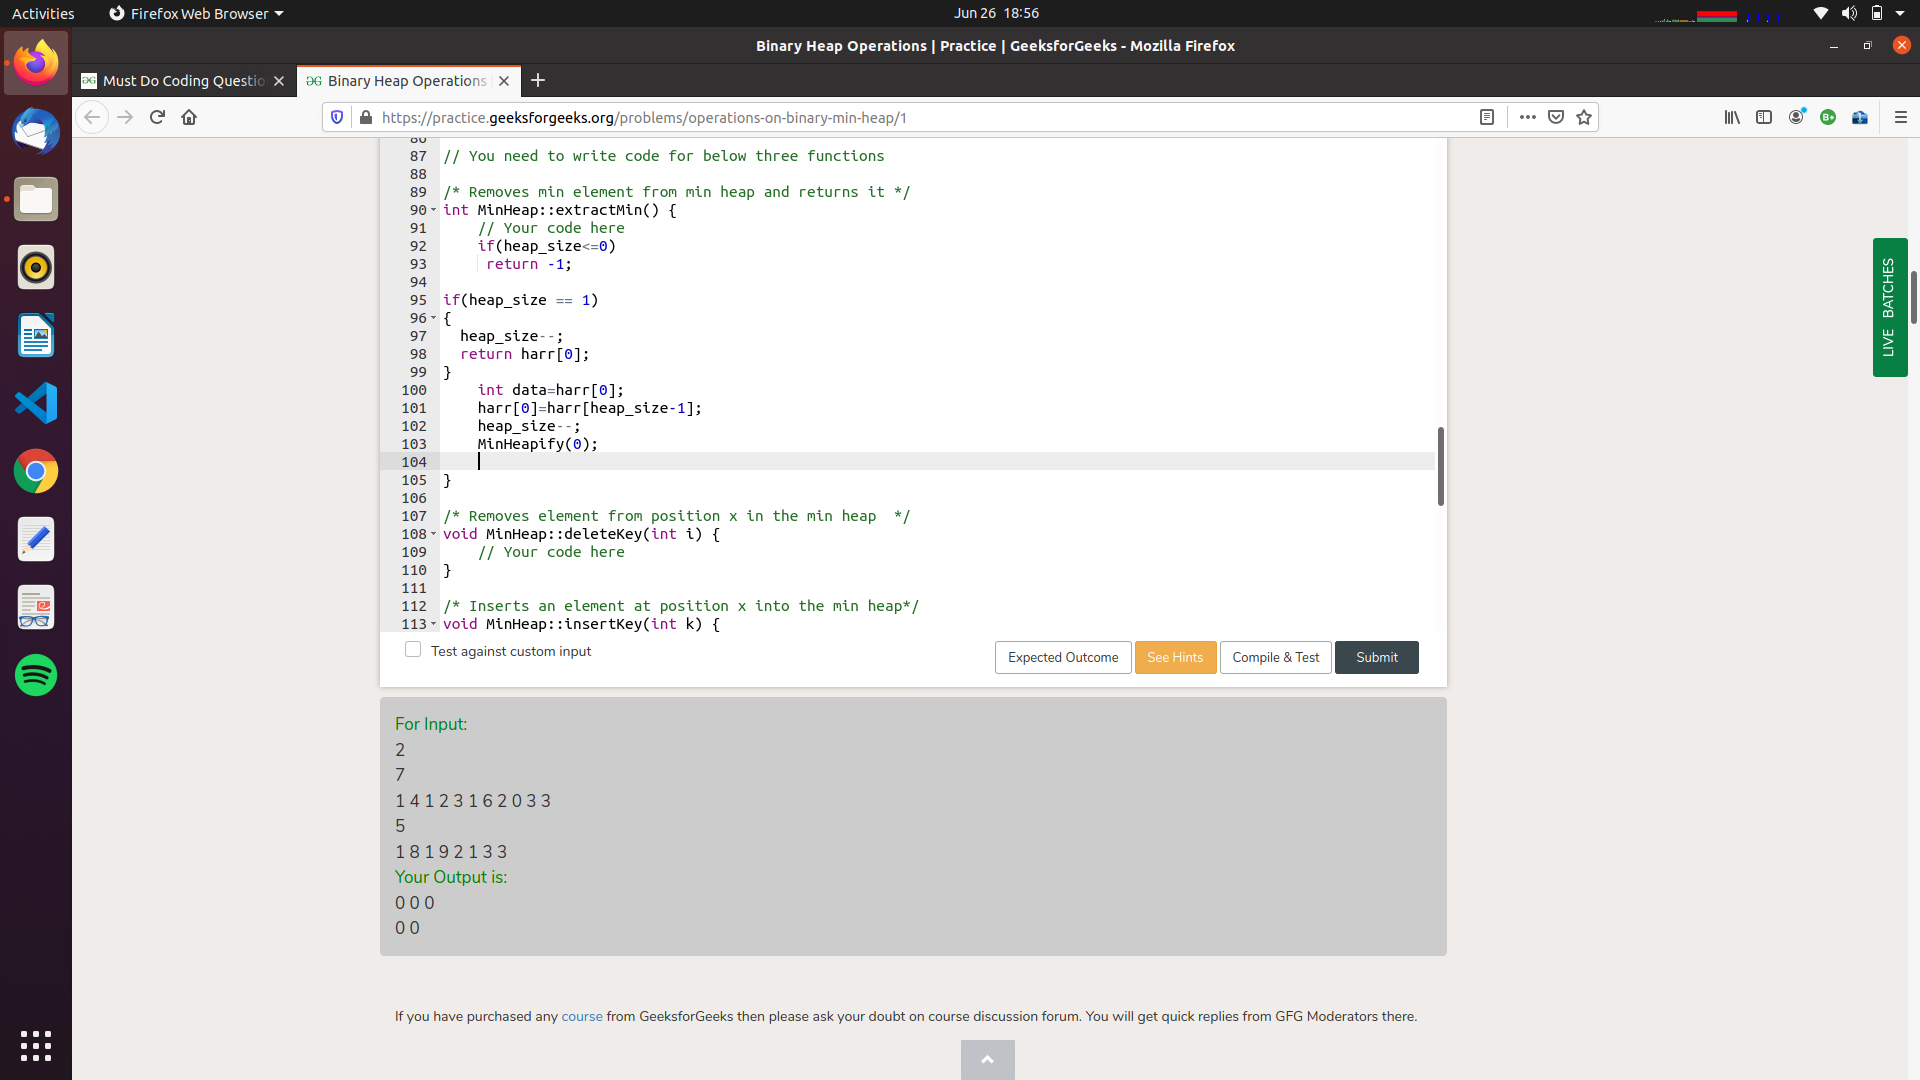 Activities
Firefox Web Browser
Jun 26 18:56
Binary Heap Operations | Practice | GeeksforGeeks - Mozilla Firefox
Must Do Coding Questio
Binary Heap Operations
https://practice.geeksforgeeks.org/problems/operations-on-binary-min-heap/1
86
87 // You need to write code for below three functions
88
89 /* Removes min element from min heap and returns it */
90 int MinHeap::extractMin() {
91 // Your code here
92 if(heap_size<=0)
93 return -1;
94
95 if(heap_size == 1)
96 {
97 heap_size--;
98 return harr[0];
99 }
100 int data=harr[0];
101 harr[0]=harr[heap_size-1];
102 heap_size--;
103 MinHeapify(0);
104
105 }
106
107 /* Removes element from position x in the min heap  */
108 void MinHeap::deleteKey(int i) {
109 // Your code here
110 }
111
112 /* Inserts an element at position x into the min heap*/
113 void MinHeap::insertKey(int k) {
Test against custom input
Expected Outcome
See Hints
Compile & Test
Submit
LIVE BATCHES
For Input:
2
7
1 4 1 2 3 1 6 2 0 3 3
5
1 8 1 9 2 1 3 3
Your Output is:
0 0 0
0 0
If you have purchased any course from GeeksforGeeks then please ask your doubt on course discussion forum. You will get quick replies from GFG Moderators there.